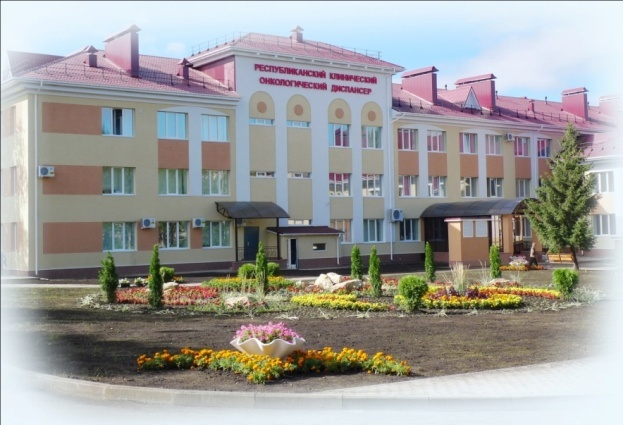 РЕСПУБЛИКАНСКИЙ КЛИНИЧЕСКИЙ
ОНКОЛОГИЧЕСКИЙ ДИСПАНСЕР